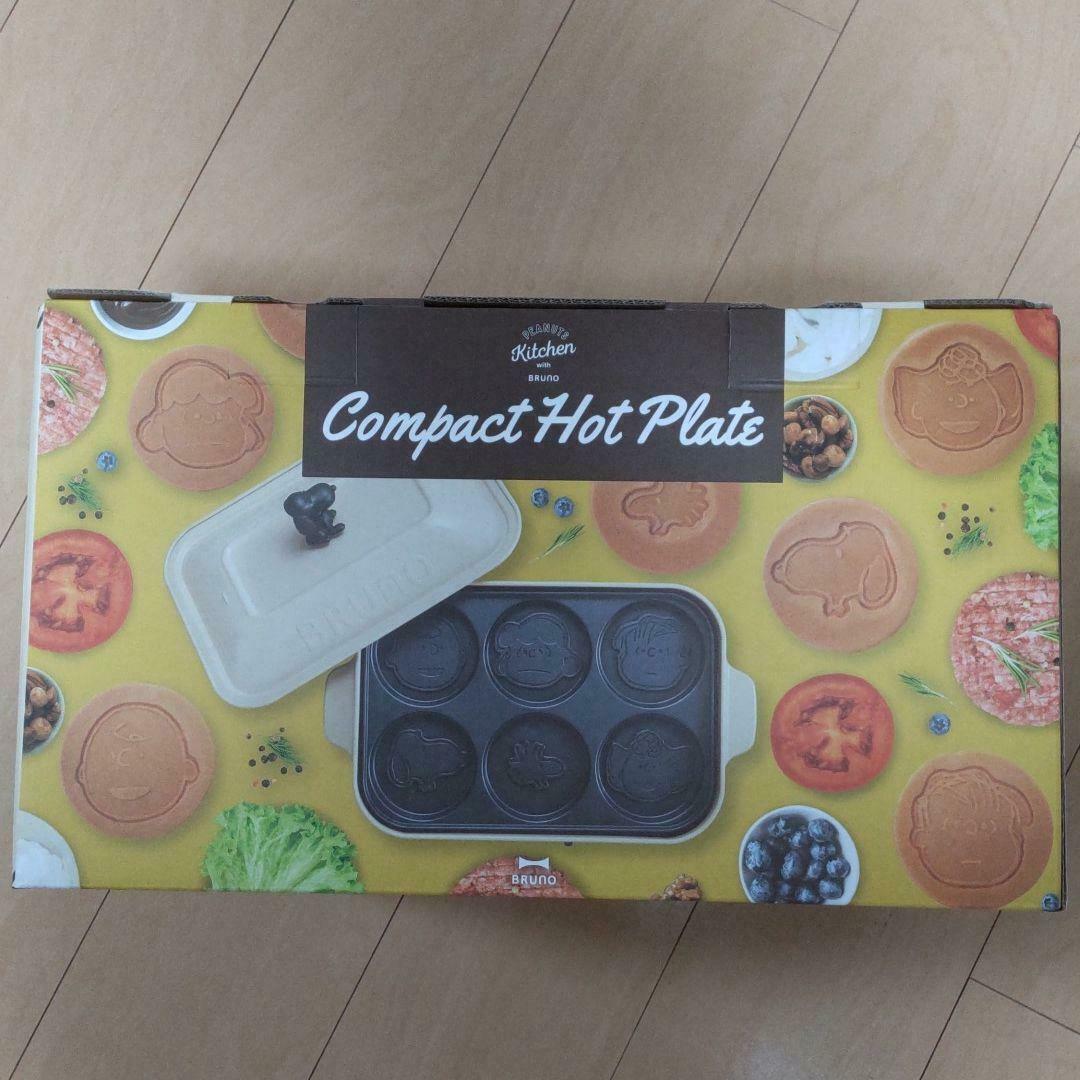 PEANUTS
Kitchen
with
BRUNO
Compact Hot Plate
BRUNO
BRUNO